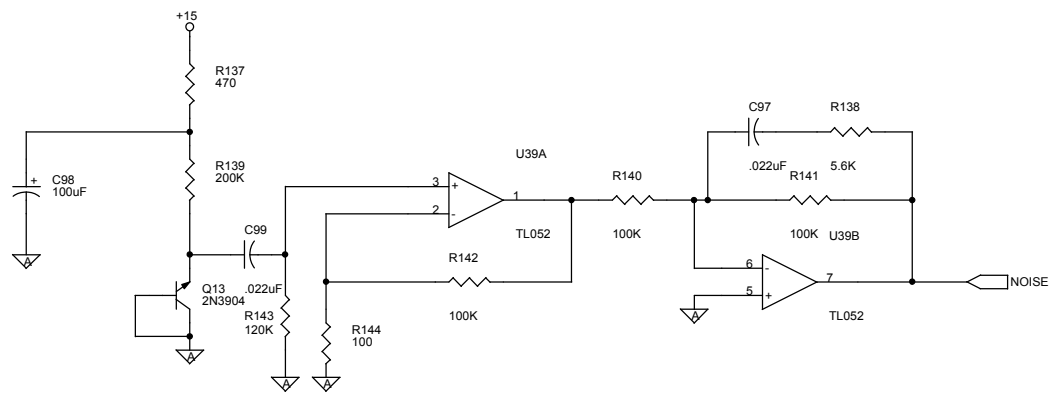 +15
R137
470
R139
200K
+
C98
100uF
A
C99
.022uF
Q13
2N3904
A
R143
120K
A
R144
100
A
U39A
3
+
1
2
-
TL052
R142
100K
R140
100K
C97
.022uF
R138
5.6K
R141
100K
U39B
6
-
7
5
+
A
TL052
NOISE